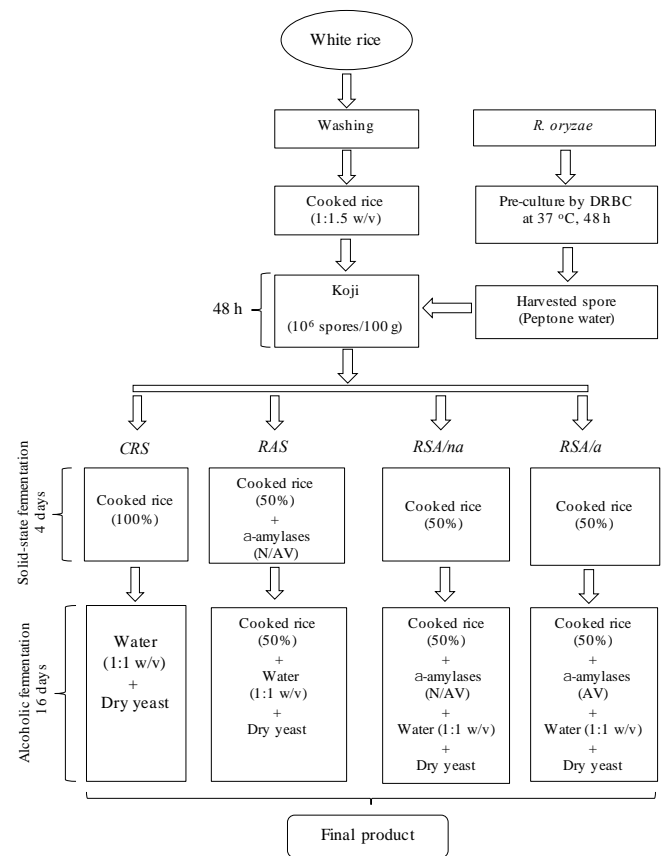 White rice
Washing
R. oryzae
Cooked rice
(1:1.5 w/v)
Pre-culture by DRBC
at 37 ºC, 48 h
48 h
Koji
(10⁶ spores/100 g)
Harvested spore
(Peptone water)
CRS
RAS
RSA/na
RSA/a
Solid-state fermentation
4 days
Cooked rice
(100%)
Cooked rice
(50%)
+
a-amylases
(N/AV)
Cooked rice
(50%)
Cooked rice
(50%)
Alcoholic fermentation
16 days
Water
(1:1 w/v)
+
Dry yeast
Cooked rice
(50%)
+
Water
(1:1 w/v)
+
Dry yeast
Cooked rice
(50%)
+
a-amylases
(N/AV)
+
Water (1:1 w/v)
+
Dry yeast
Cooked rice
(50%)
+
a-amylases
(AV)
+
Water (1:1 w/v)
+
Dry yeast
Final product